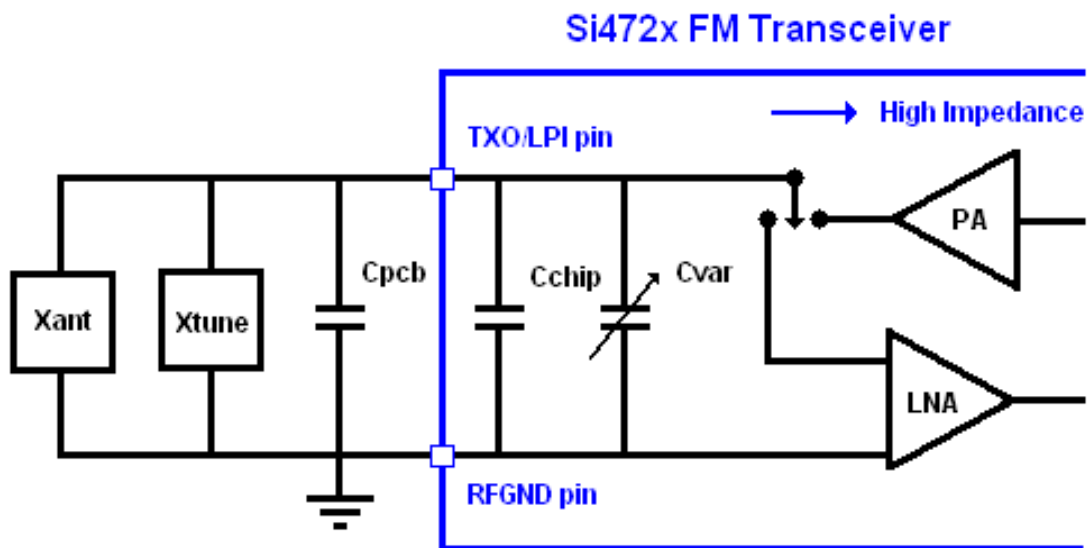 Si472x FM Transceiver
High Impedance
TXO/LPI pin
PA
Cpcb
Cchip
Cvar
Xant
Xtune
LNA
RFGND pin